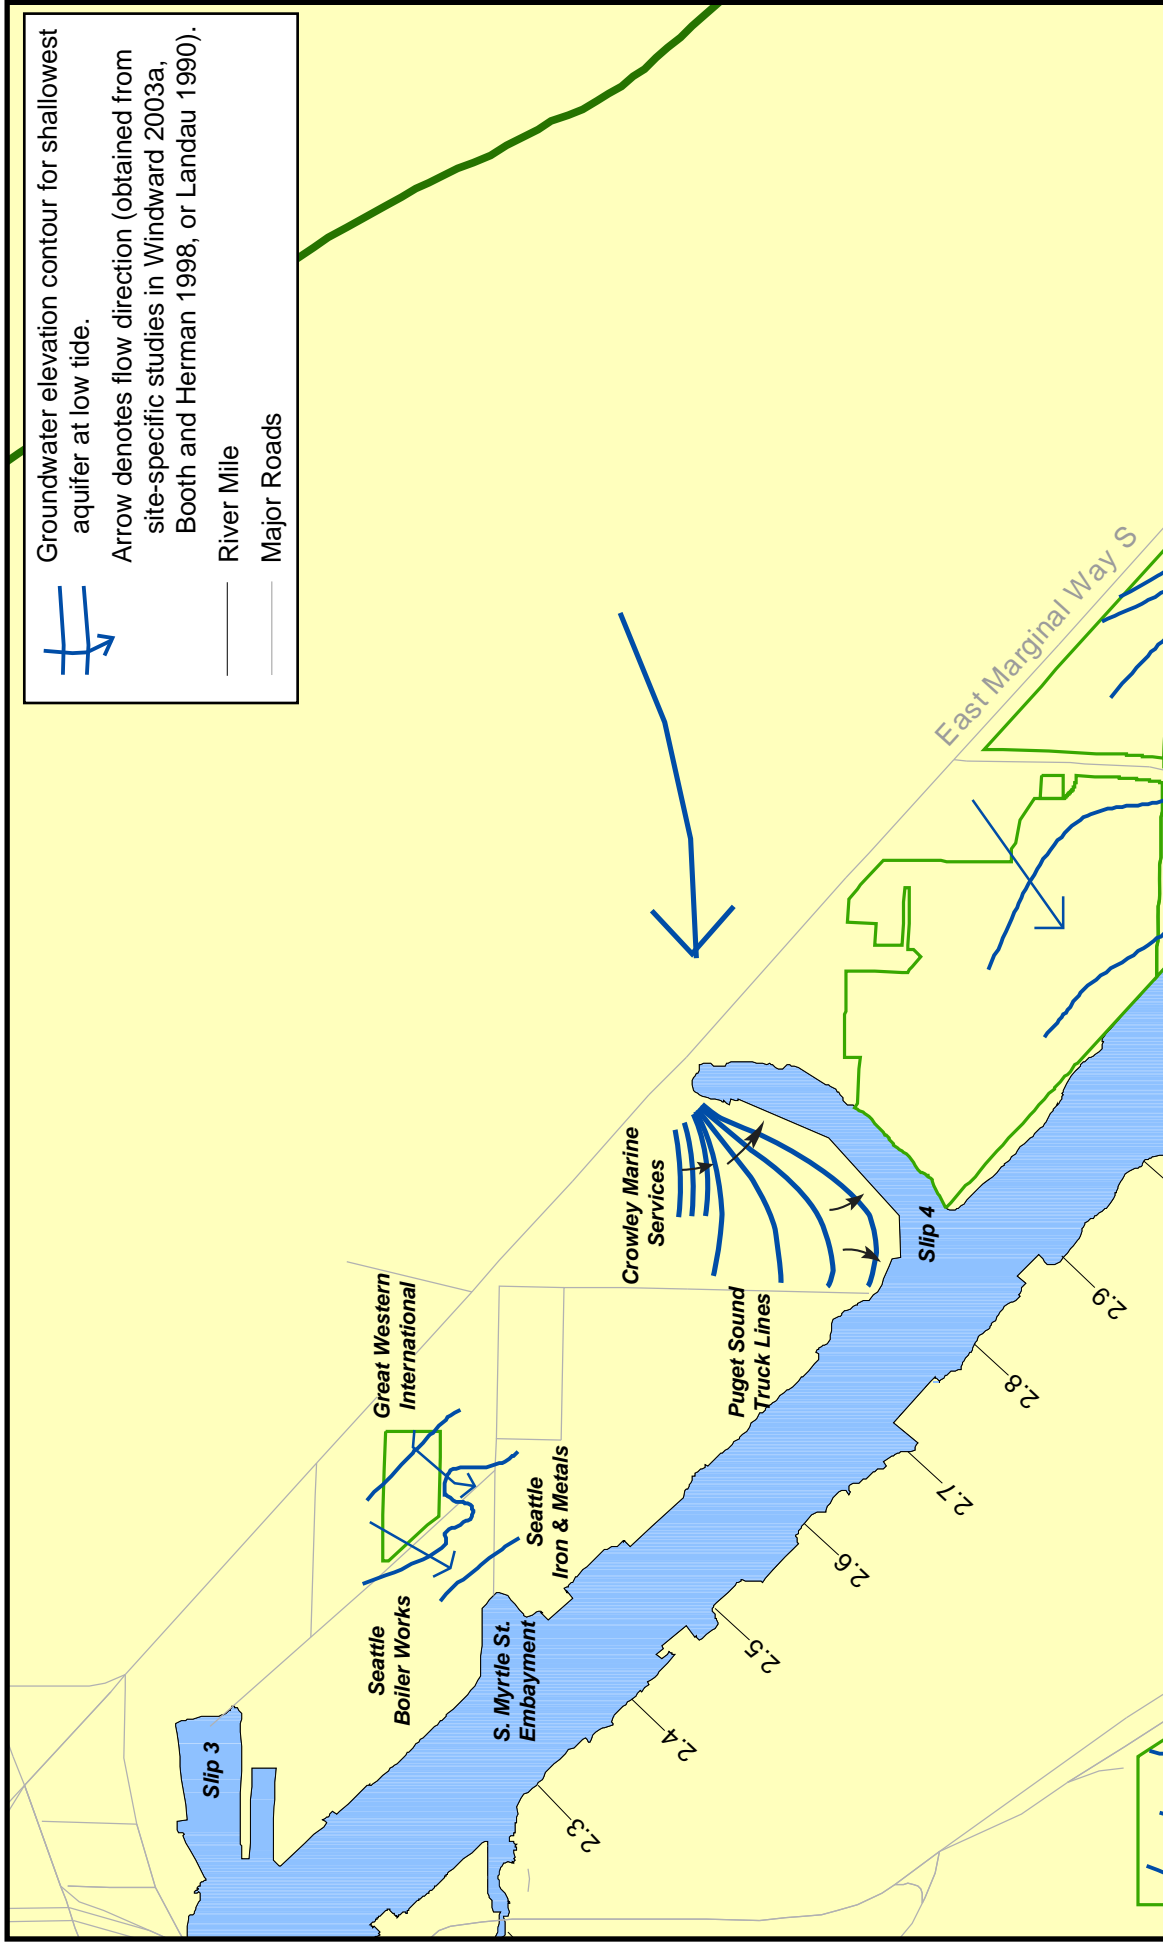 Groundwater elevation contour for shallowest
aquifer at low tide.
Arrow denotes flow direction (obtained from
site-specific studies in Windward 2003a,
Booth and Herman 1998, or Landau 1990).
River Mile
Major Roads
East Marginal Way S
Crowley Marine
Services
Slip 4
Great Western
International
Puget Sound
Truck Lines
Seattle
Iron & Metals
Seattle
Boiler Works
S. Myrtle St.
Embayment
Slip 3
2.3
2.4
2.5
2.6
2.7
2.8
2.9